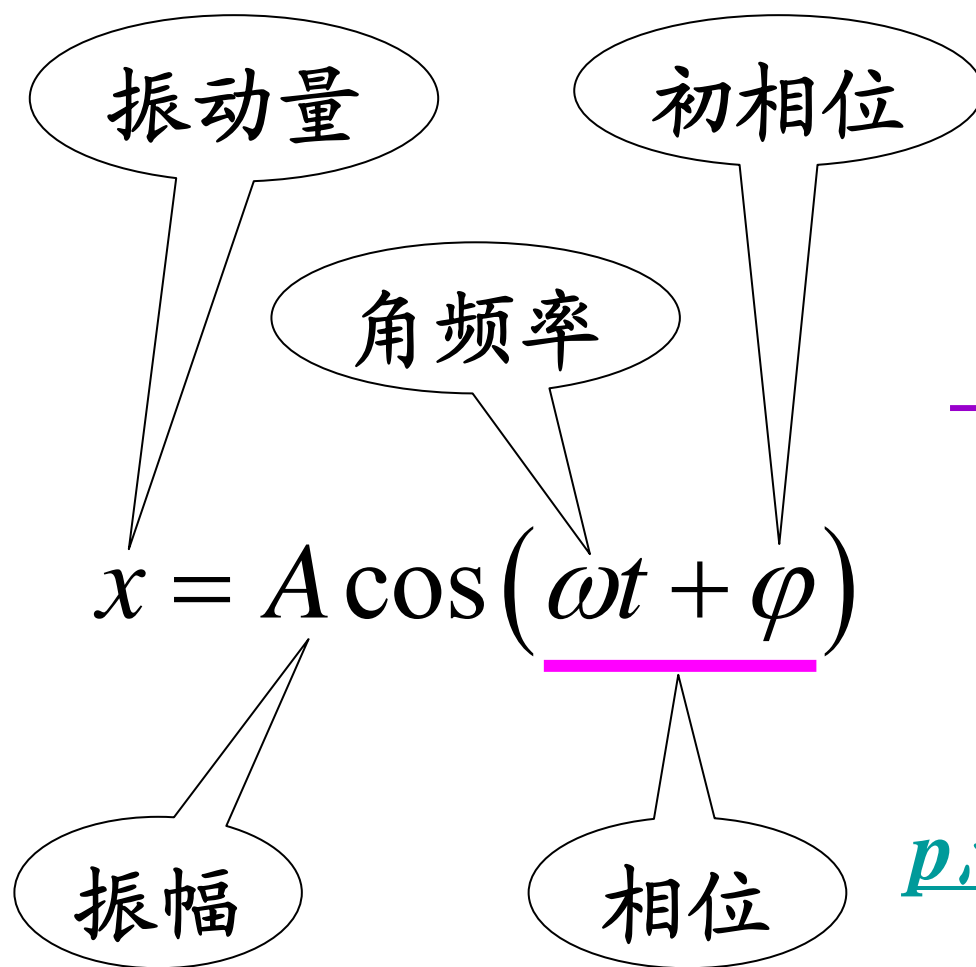 振动量
初相位
角频率
x = A cos(ωt + φ)
振幅
相位